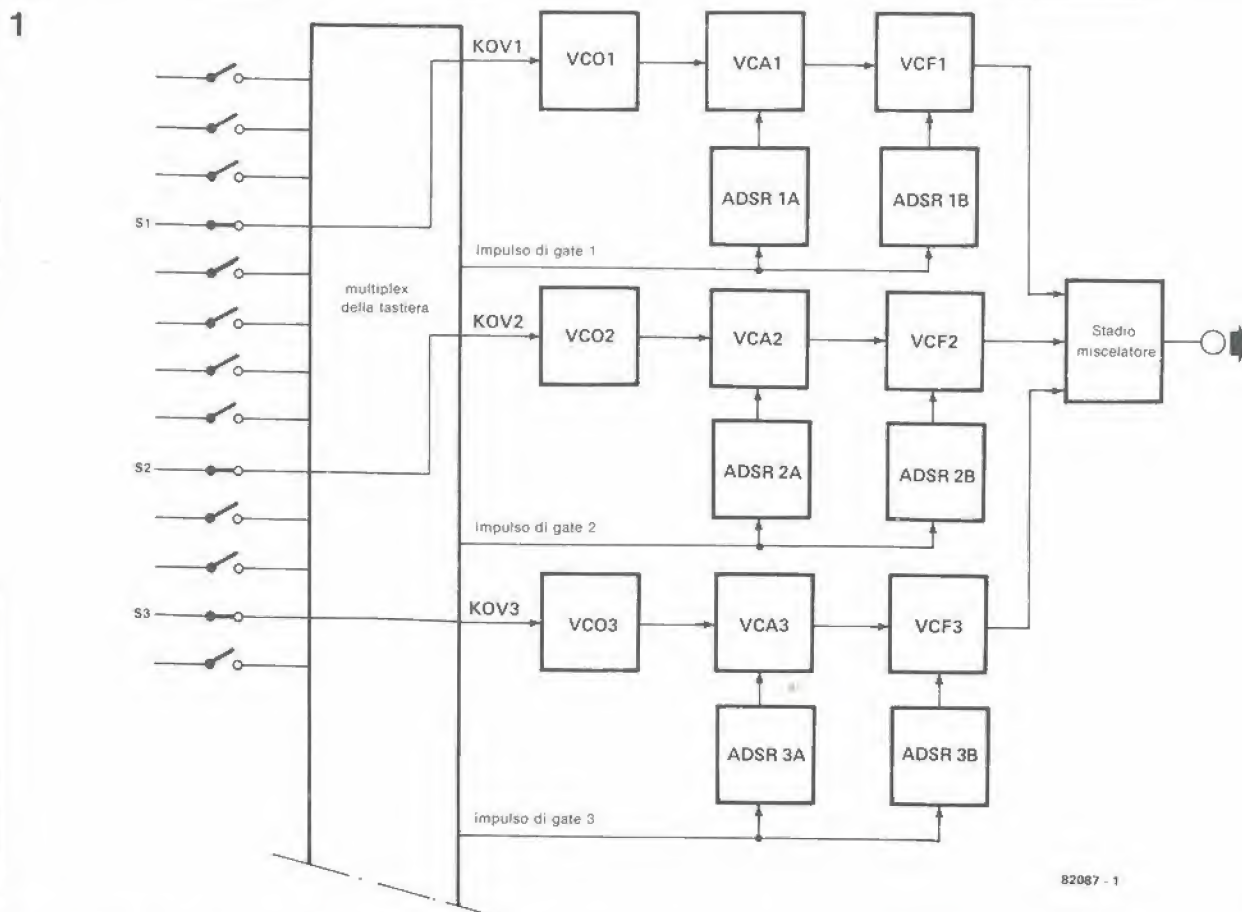 1
KOV1
VCO1
VCA1
VCF1
ADSR 1A
ADSR 1B
S1
Impulso di gate 1
multiplex
della tastiera
KOV2
VCO2
VCA2
VCF2
Stadio
miscelatore
ADSR 2A
ADSR 2B
S2
impulso di gate 2
KOV3
S3
VCO3
VCA3
VCF3
ADSR 3A
ADSR 3B
impulso di gate 3
82087 - 1